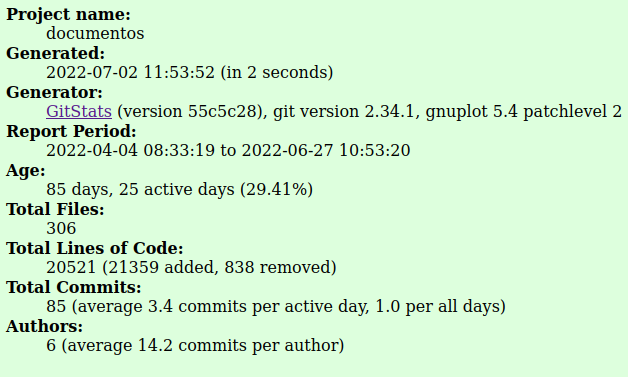 Project name:
documentos
Generated:
2022-07-02 11:53:52 (in 2 seconds)
Generator:
GitStats (version 55c5c28), git version 2.34.1, gnuplot 5.4 patchlevel 2
Report Period:
2022-04-04 08:33:19 to 2022-06-27 10:53:20
Age:
85 days, 25 active days (29.41%)
Total Files:
306
Total Lines of Code:
20521 (21359 added, 838 removed)
Total Commits:
85 (average 3.4 commits per active day, 1.0 per all days)
Authors:
6 (average 14.2 commits per author)